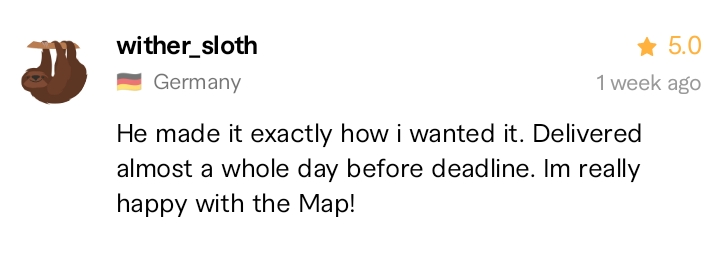 wither_sloth
5.0
Germany
1 week ago
He made it exactly how i wanted it. Delivered
almost a whole day before deadline. Im really
happy with the Map!